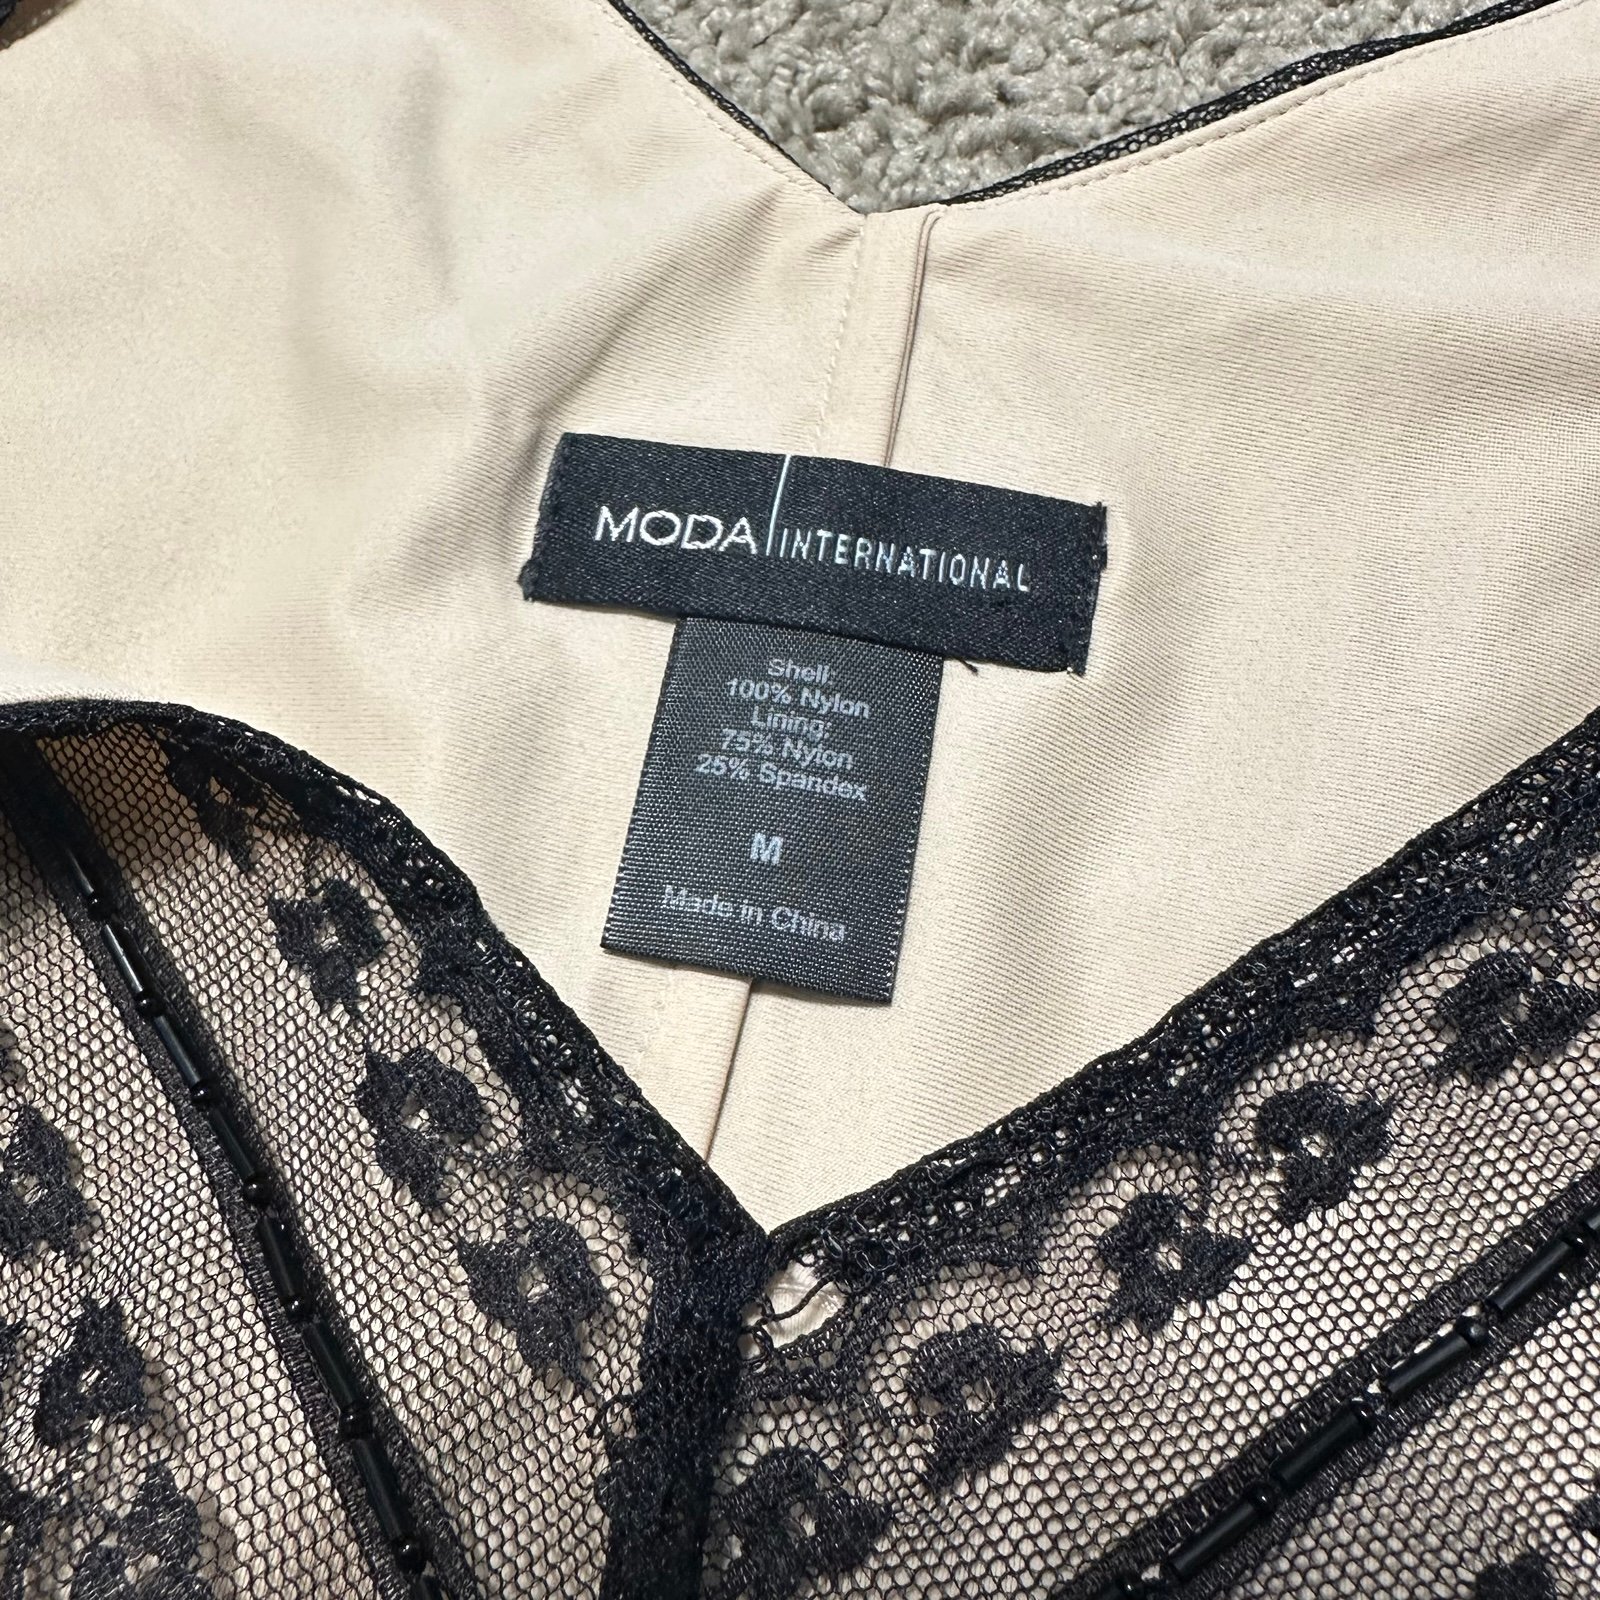 MODA INTERNATIONAL
Shell:
100% Nylon
Lining:
75% Nylon
25% Spandex
M
Made in China